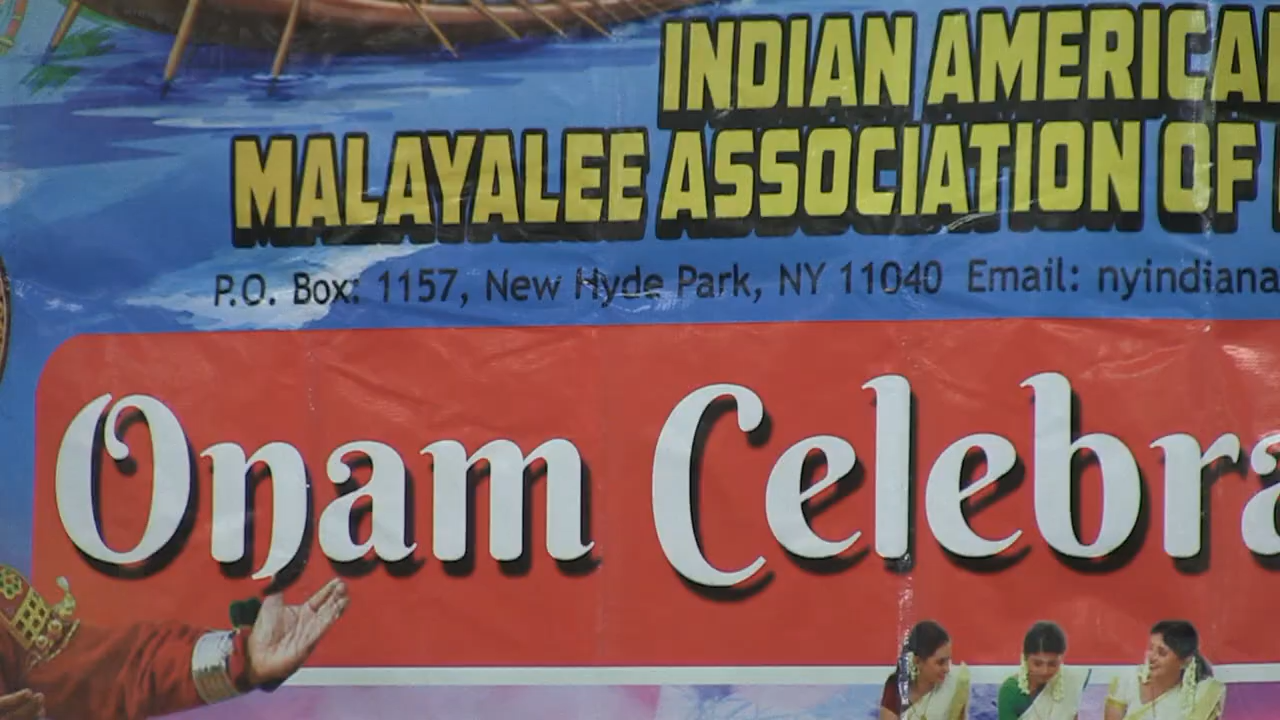 INDIAN AMERICA
MALAYALEE ASSOCIATION OF
P.O. Box: 1157, New Hyde Park, NY 11040 Email: nyindiana
Onam Celebra